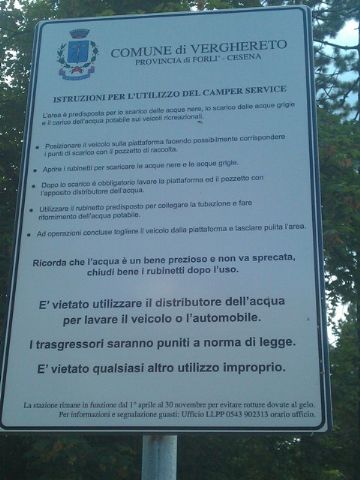 COMUNE di VERGHERETO
PROVINCIA di FORLI' - CESENA
ISTRUZIONI PER L'UTILIZZO DEL CAMPER SERVICE
L'area è predisposta per lo scarico delle acque nere, lo scarico delle acque grigie
e il carico dell'acqua potabile sui veicoli ricreazionali.
• Posizionare il veicolo sulla piattaforma facendo possibilmente corrispondere
i punti di scarico con il pozzetto di raccolta.
• Aprire i rubinetti per scaricare le acque nere e le acque grigie.
• Dopo lo scarico è obbligatorio lavare la piattaforma ed il pozzetto con
l'apposito distributore dell'acqua.
• Utilizzare il rubinetto predisposto per collegare la tubazione e fare
rifornimento dell'acqua potabile.
• Ad operazioni concluse togliere il veicolo dalla piattaforma e lasciare pulita l'area.
Ricorda che l'acqua è un bene prezioso e non va sprecata,
chiudi bene i rubinetti dopo l'uso.
E' vietato utilizzare il distributore dell'acqua
per lavare il veicolo o l'automobile.
I trasgressori saranno puniti a norma di legge.
E' vietato qualsiasi altro utilizzo improprio.
La stazione rimane in funzione dal 1° aprile al 30 novembre per evitare rotture dovute al gelo.
Per informazioni e segnalazione guasti: Ufficio LLPP 0543 902313 orario ufficio.